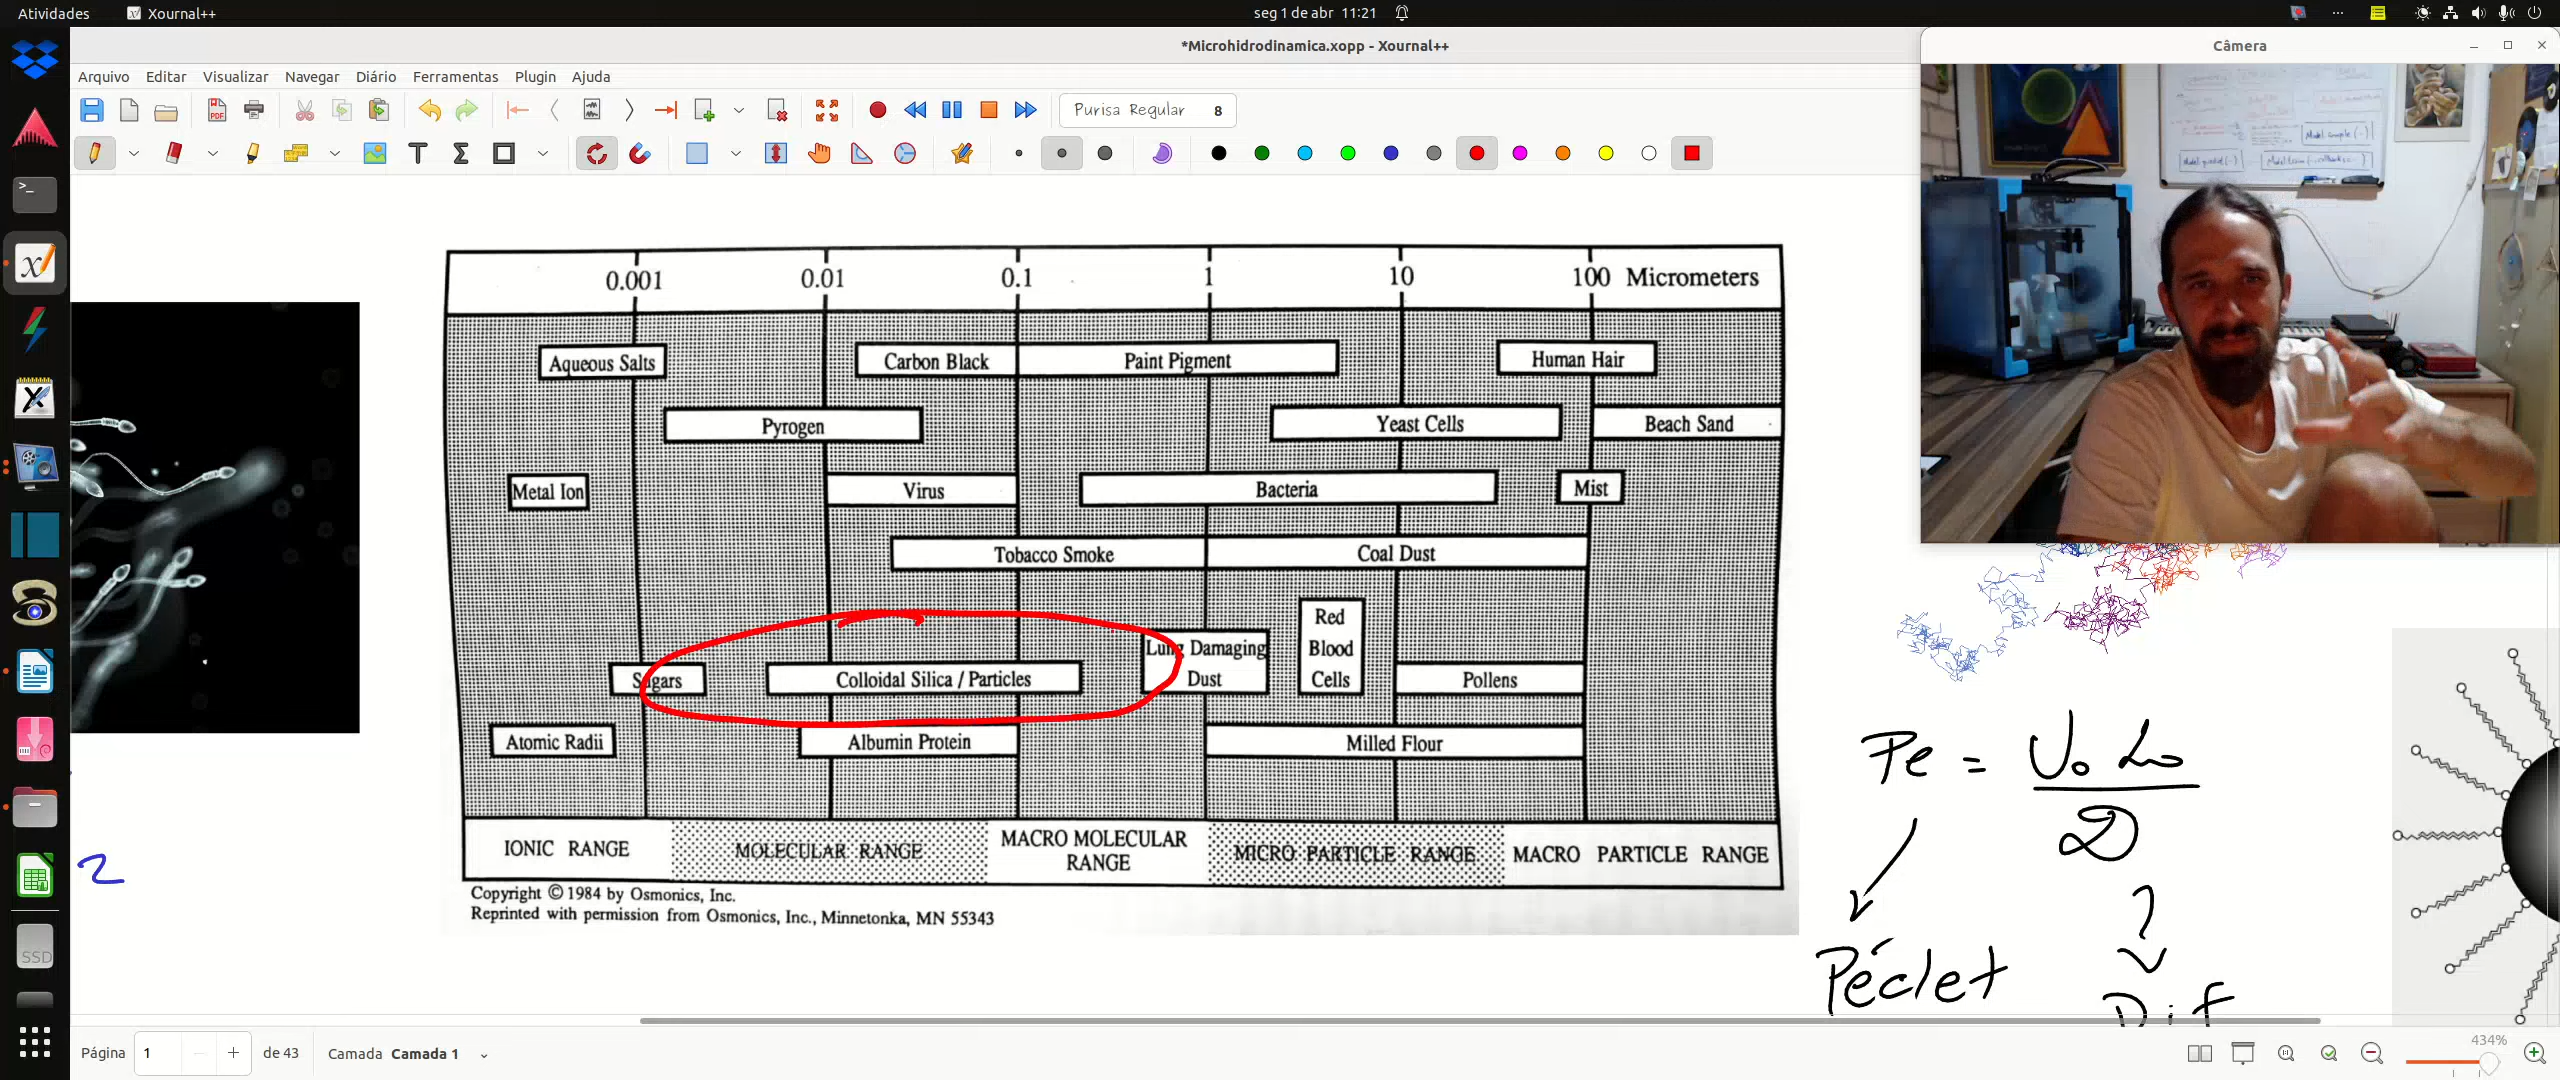 Atividades
Xournal++
seg 1 de abr 11:21
*Microhidrodinamica.xopp - Xournal++
Câmera
Arquivo Editar Visualizar Navegar Diário Ferramentas Plugin Ajuda
Purisa Regular 8
0.001 0.01 0.1 1 10 100 Micrometers
Aqueous Salts
Carbon Black
Paint Pigment
Human Hair
Pyrogen
Yeast Cells
Beach Sand
Metal Ion
Virus
Bacteria
Mist
Tobacco Smoke
Coal Dust
Red
Blood
Cells
Lung Damaging
Dust
Sugars
Colloidal Silica / Particles
Pollens
Atomic Radii
Albumin Protein
Milled Flour
IONIC RANGE
MOLECULAR RANGE
MACRO MOLECULAR
RANGE
MICRO PARTICLE RANGE
MACRO PARTICLE RANGE
Copyright © 1984 by Osmonics, Inc.
Reprinted with permission from Osmonics, Inc., Minnetonka, MN 55343
2
Pe = U₀ L₀
D
?
Péclet
Dif
SSD
Página 1 de 43
Camada Camada 1
434%